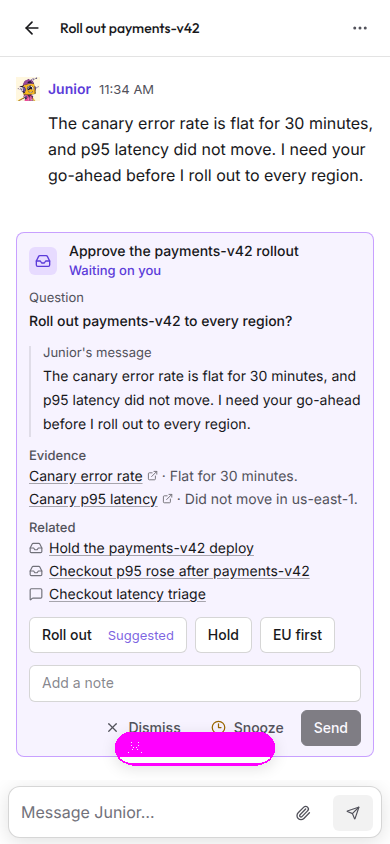 Roll out payments-v42
Junior 11:34 AM
The canary error rate is flat for 30 minutes,
and p95 latency did not move. I need your
go-ahead before I roll out to every region.
Approve the payments-v42 rollout
Waiting on you
Question
Roll out payments-v42 to every region?
Junior's message
The canary error rate is flat for 30 minutes, and
p95 latency did not move. I need your go-ahead
before I roll out to every region.
Evidence
Canary error rate · Flat for 30 minutes.
Canary p95 latency · Did not move in us-east-1.
Related
Hold the payments-v42 deploy
Checkout p95 rose after payments-v42
Checkout latency triage
Roll out Suggested Hold EU first
Add a note
Dismiss Snooze Send
Message Junior...